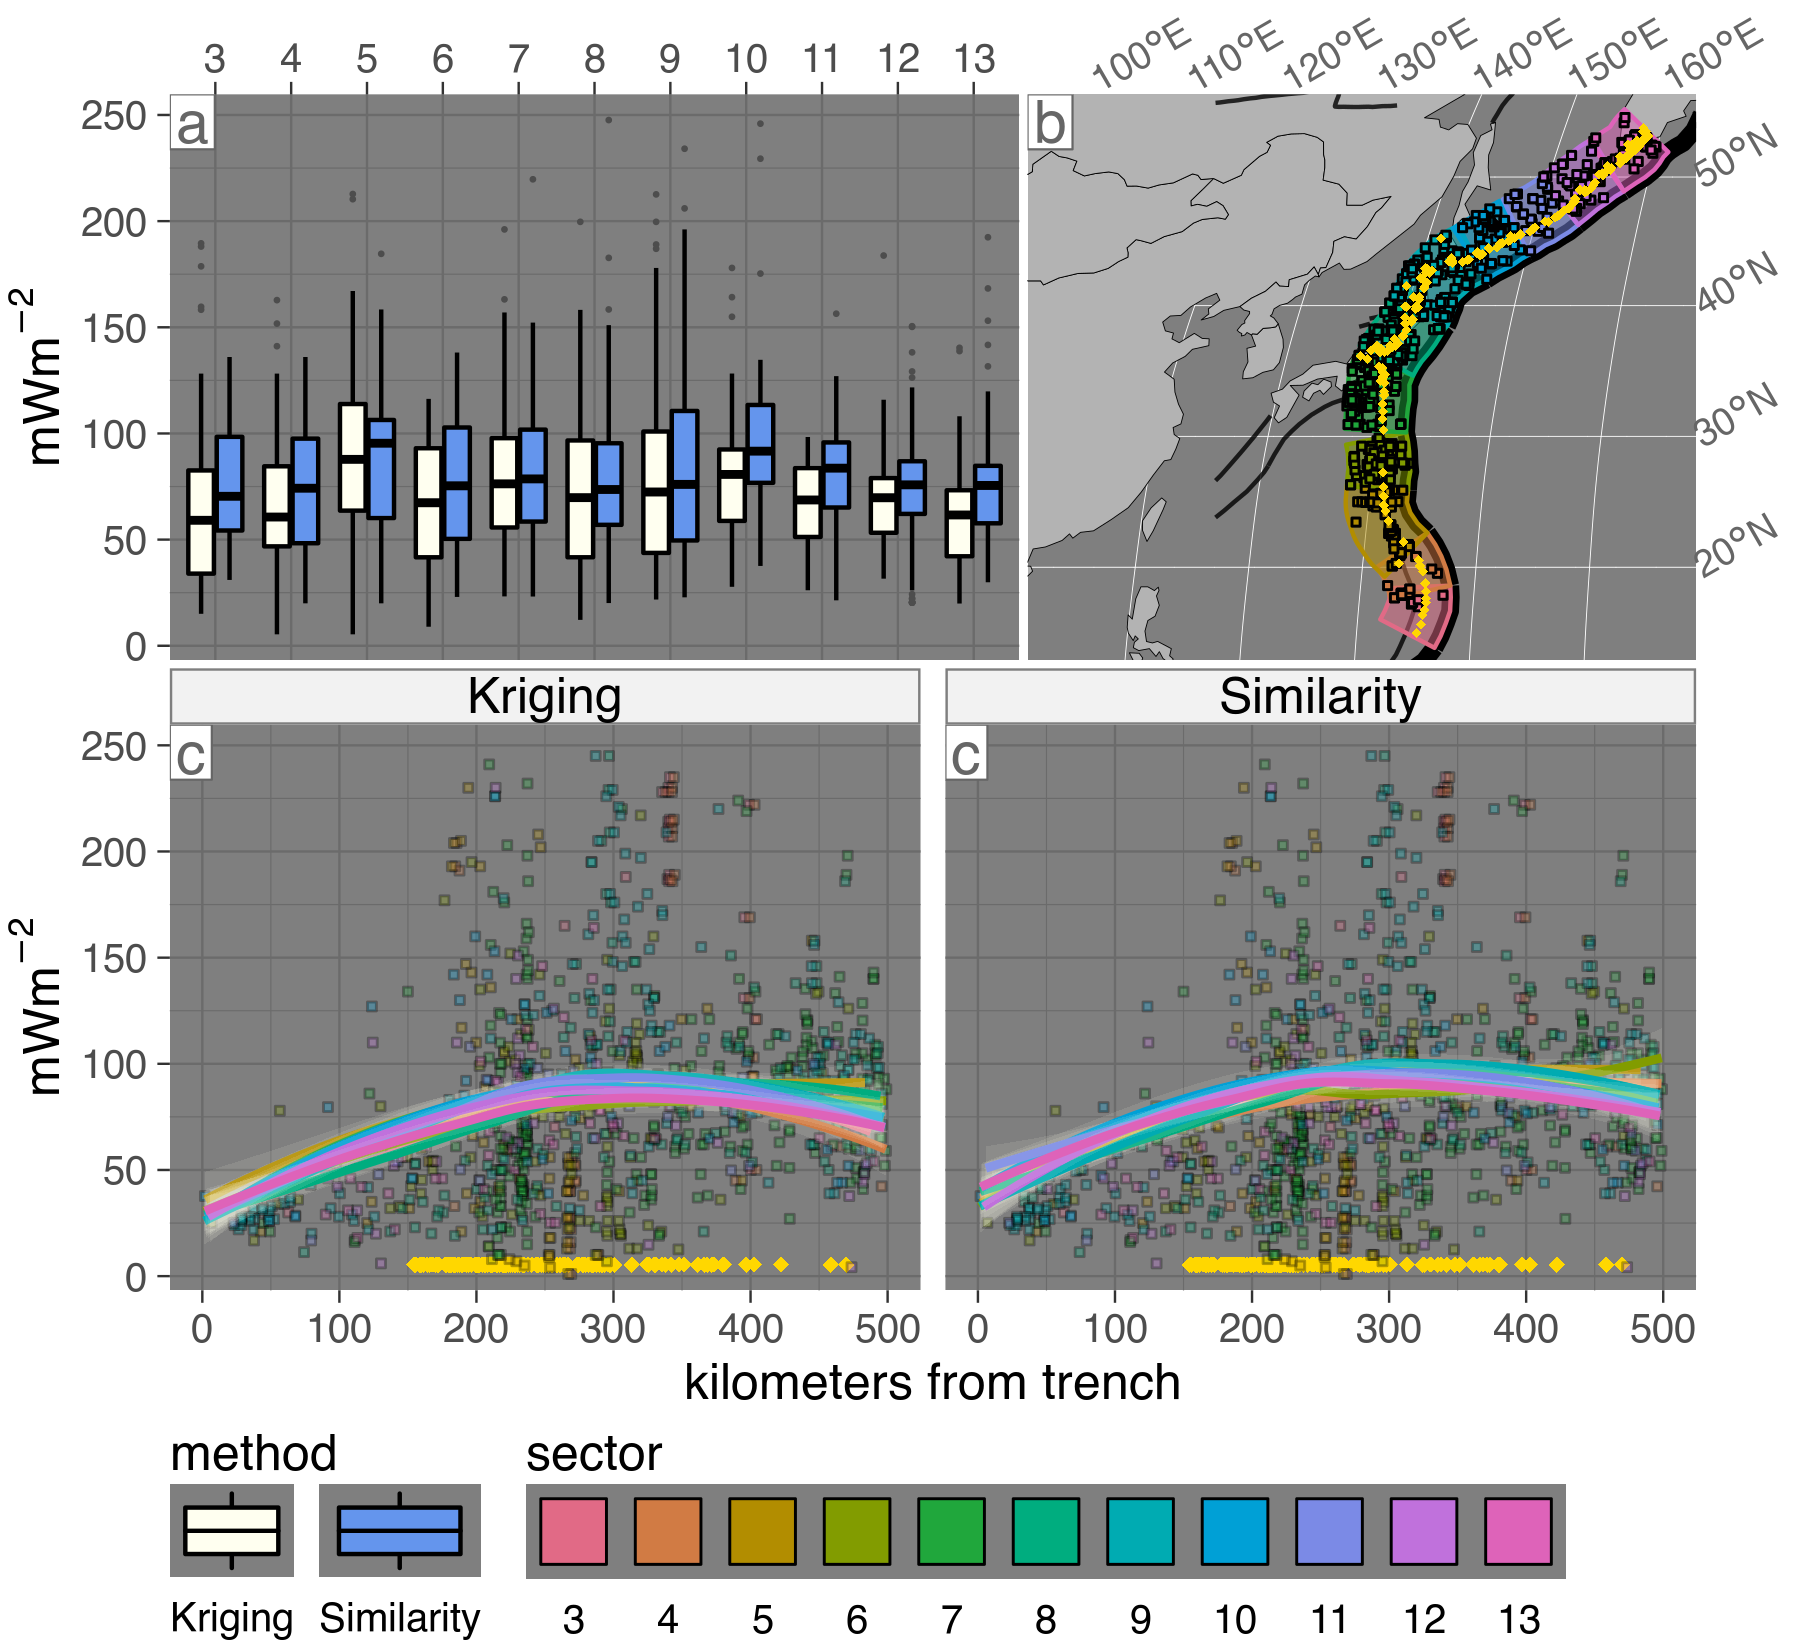 3 4 5 6 7 8 9 10 11 12 13
100°E 110°E 120°E 130°E 140°E 150°E 160°E
a
b
250
200
150
100
50
0
mWm⁻²
50°N
40°N
30°N
20°N
Kriging
Similarity
c
c
250
200
150
100
50
0
mWm⁻²
0 100 200 300 400 500
0 100 200 300 400 500
kilometers from trench
method
sector
Kriging Similarity
3 4 5 6 7 8 9 10 11 12 13